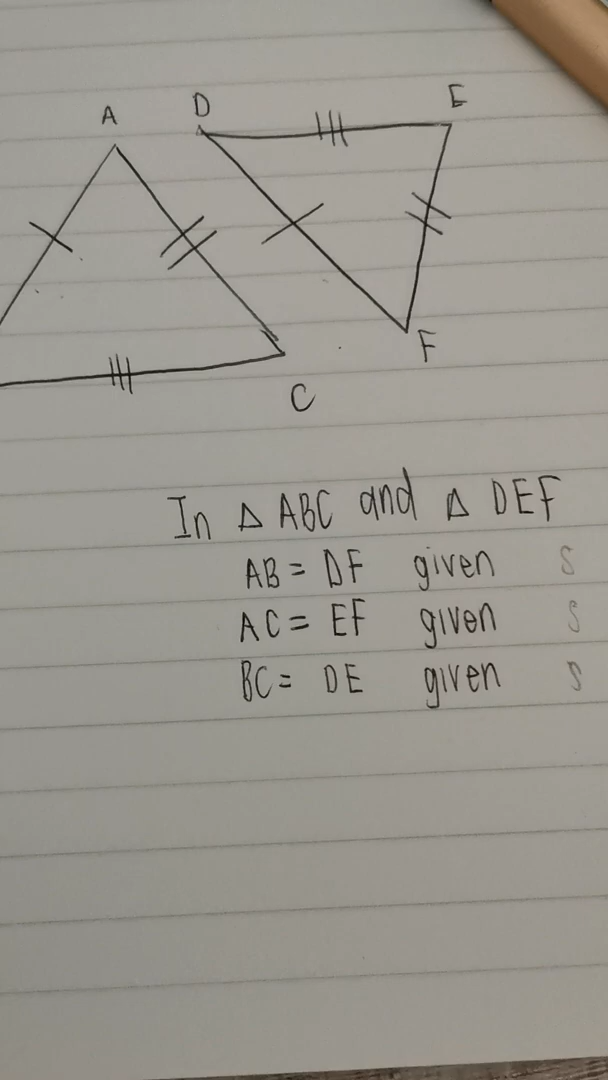 A D E
F
C
In △ ABC and △ DEF
AB = DF given S
AC = EF given S
BC = DE given S